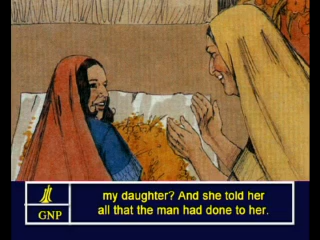 my daughter? And she told her
all that the man had done to her.
GNP